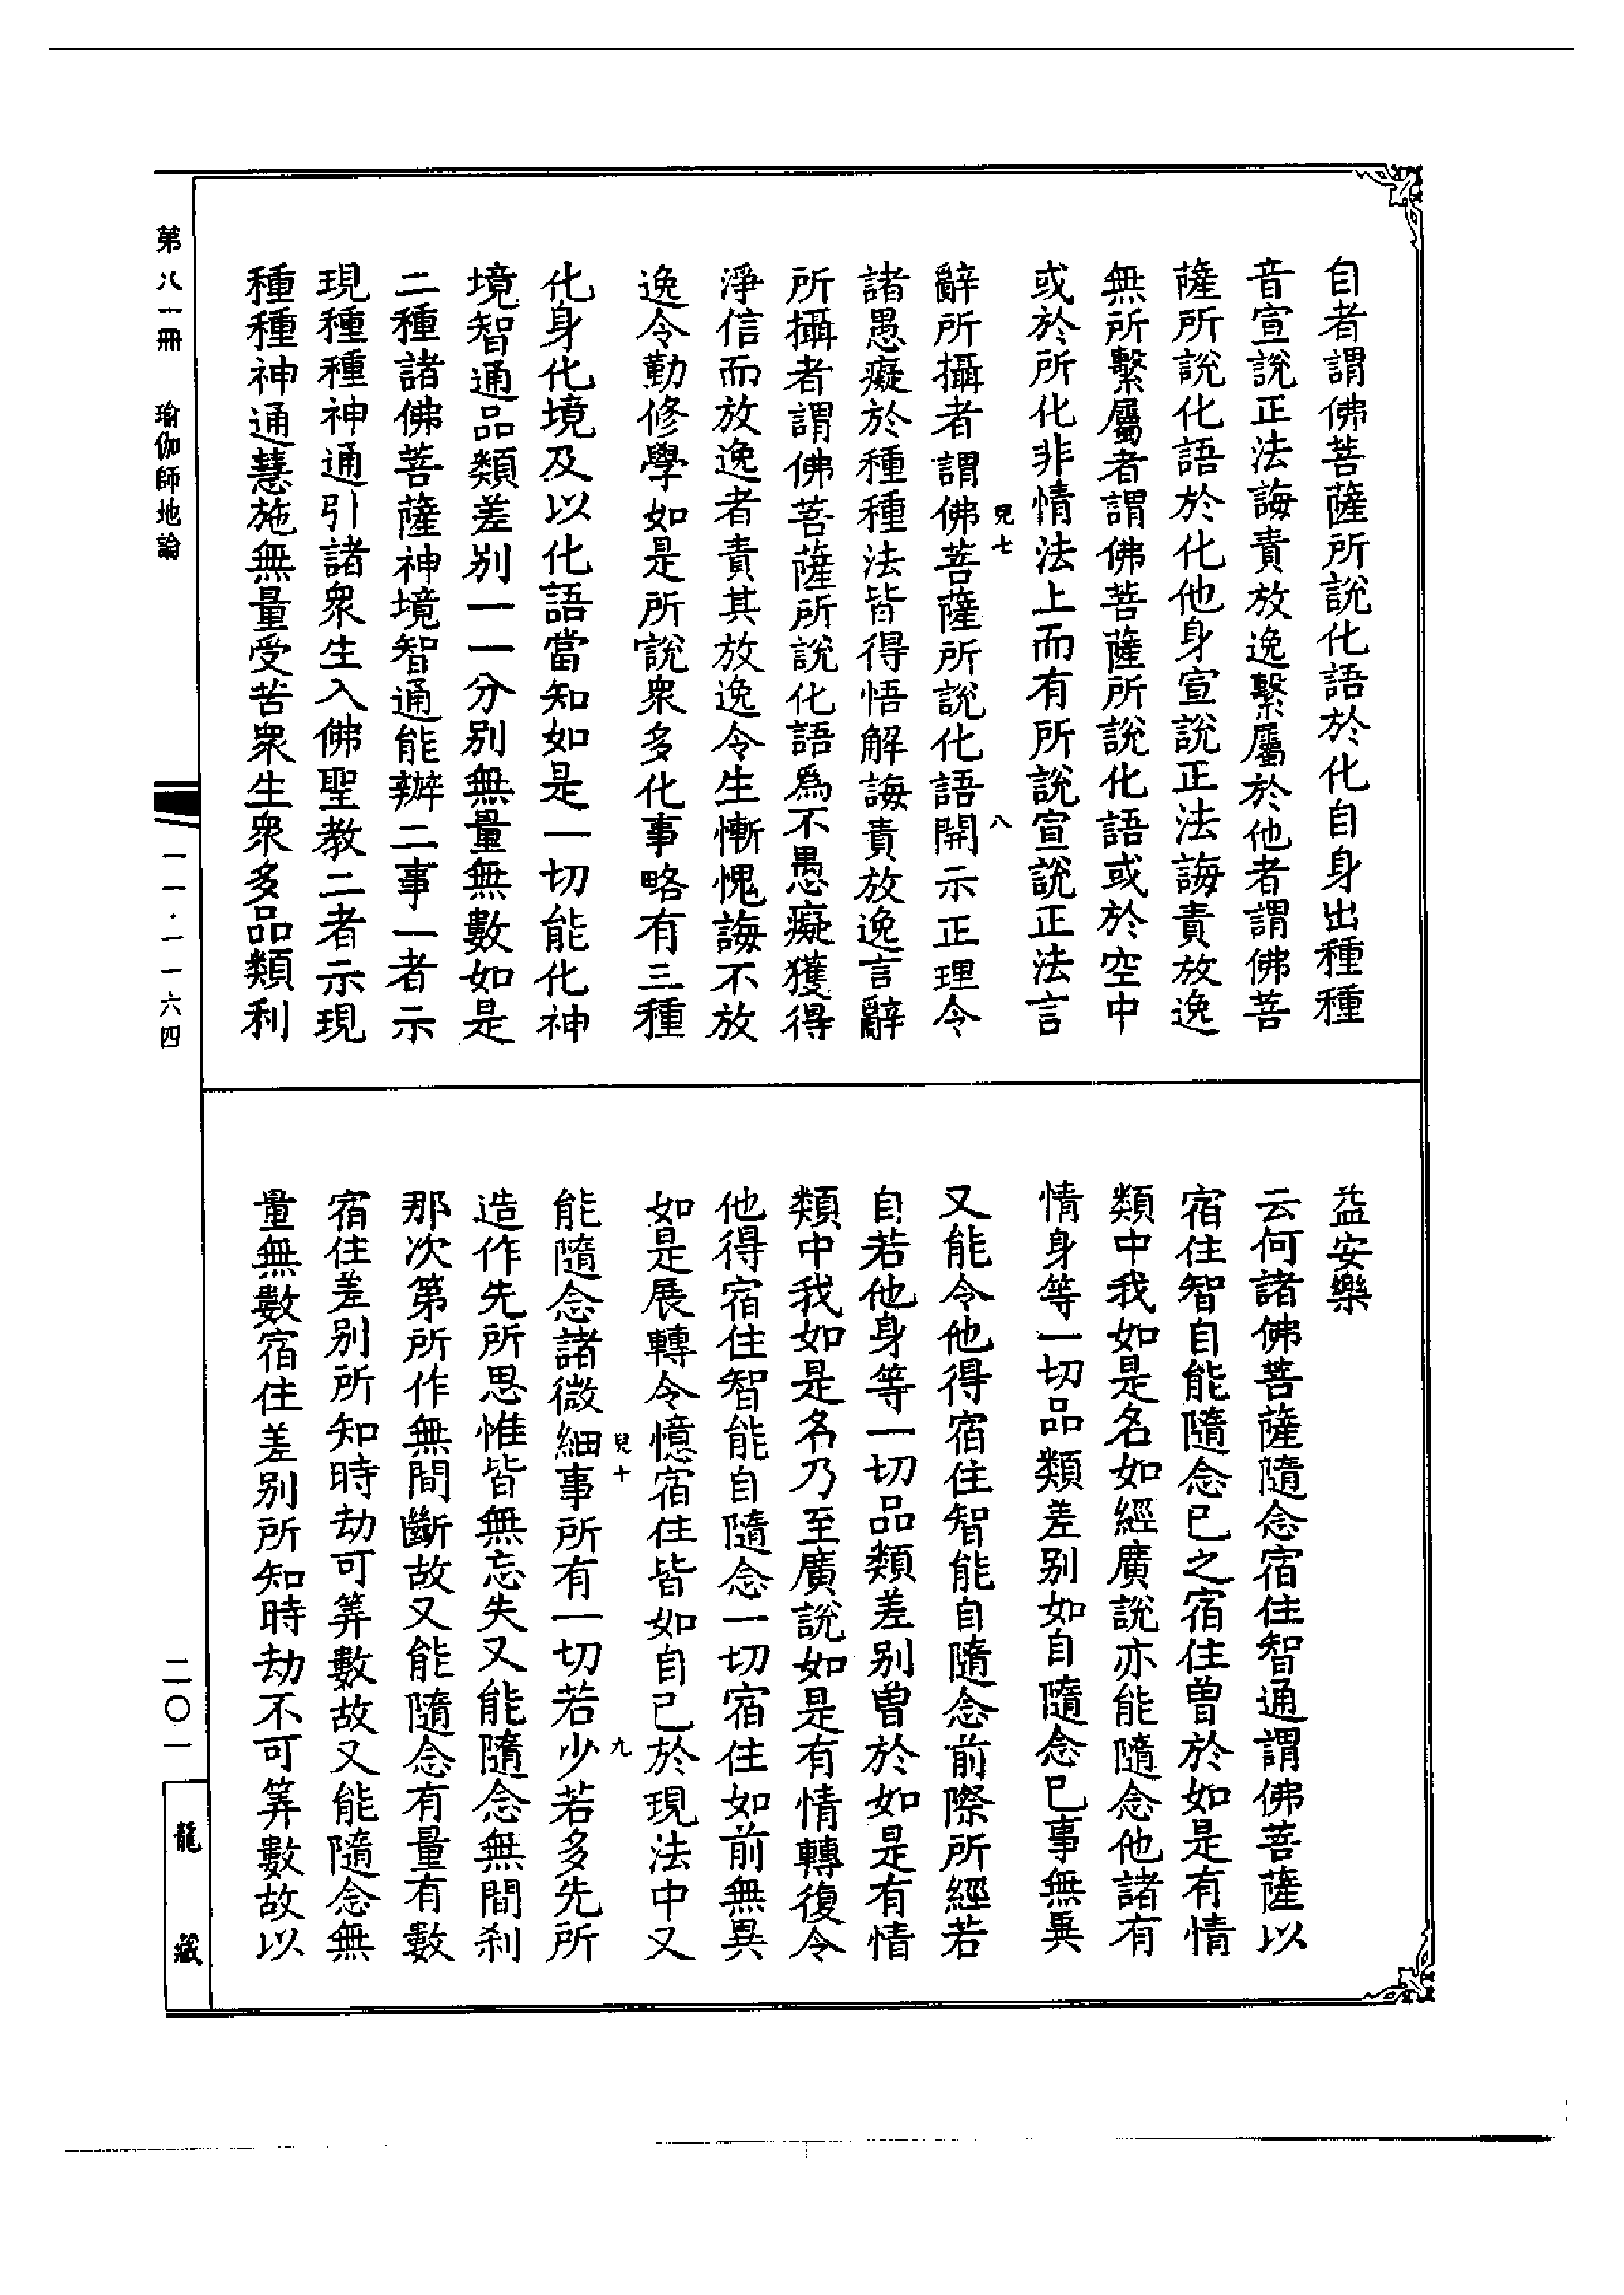 自者謂佛菩薩所說化語於化自身出種種
音宣說正法誨責放逸繫屬於他者謂佛菩
薩所說化語於化他身宣說正法誨責放逸
無所繫屬者謂佛菩薩所說化語或於空中
或於所化非情法上而有所說宣說正法言
兒七
八
辭所攝者謂佛菩薩所說化語開示正理令
諸愚癡於種種法皆得悟解誨責放逸言辭
所攝者謂佛菩薩所說化語爲不愚癡獲得
淨信而放逸者責其放逸令生慚愧誨不放
逸令勤修學如是所說衆多化事略有三種
化身化境及以化語當知如是一切能化神
境智通品類差別一一分別無量無數如是
二種諸佛菩薩神境智通能辦二事一者示
現種種神通引諸衆生入佛聖教二者示現
種種神通慧施無量受苦衆生衆多品類利
益安樂
云何諸佛菩薩隨念宿住智通謂佛菩薩以
宿住智自能隨念已之宿住曾於如是有情
類中我如是名如經廣說亦能隨念他諸有
情身等一切品類差別如自隨念已事無異
又能令他得宿住智能自隨念前際所經若
自若他身等一切品類差別曾於如是有情
類中我如是名乃至廣說如是有情轉復令
他得宿住智能自隨念一切宿住如前無異
如是展轉令憶宿住皆如自己於現法中又
兒十
九
能隨念諸微細事所有一切若少若多先所
造作先所思惟皆無忘失又能隨念無間刹
那次第所作無間斷故又能隨念有量有數
宿住差別所知時劫可筭數故又能隨念無
量無數宿住差別所知時劫不可筭數故以
第八一冊 瑜伽師地論
一一·一一六四
二〇一
龍藏